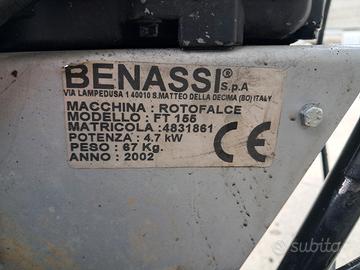 BENASSI® S.p.A
VIA LAMPEDUSA 1 40010 S.MATTEO DELLA DECIMA (BO) ITALY
MACCHINA : ROTOFALCE
MODELLO : FT 155
MATRICOLA :4831861
POTENZA : 4.7 kW
PESO : 67 Kg.
ANNO : 2002
CE
subito